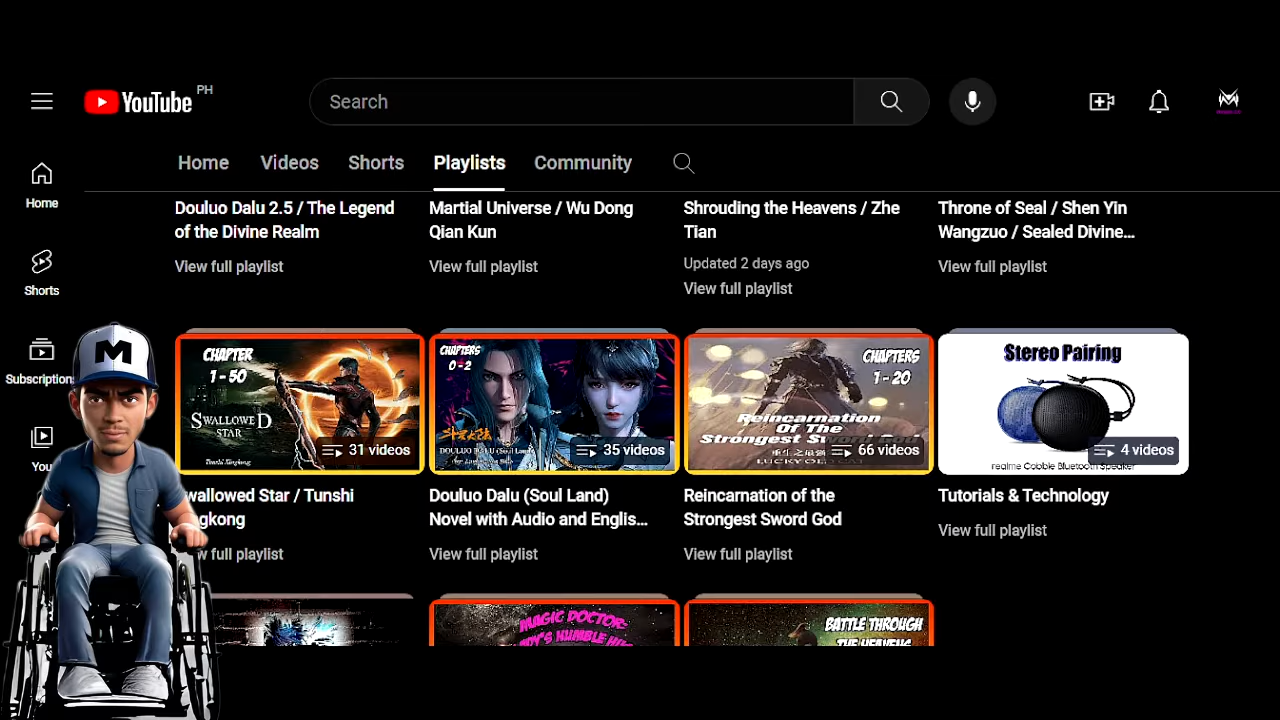 YouTube PH
Search
Home
Videos
Shorts
Playlists
Community
Home
Shorts
Subscription
You
Douluo Dalu 2.5 / The Legend
of the Divine Realm
View full playlist
Martial Universe / Wu Dong
Qian Kun
View full playlist
Shrouding the Heavens / Zhe
Tian
Updated 2 days ago
View full playlist
Throne of Seal / Shen Yin
Wangzuo / Sealed Divine...
View full playlist
M
CHAPTER
1 - 50
SWALLOWED
STAR
Tunshi Xingkong
31 videos
CHAPTERS
0 - 2
35 videos
CHAPTERS
1 - 20
Reincarnation
Of The
Strongest
66 videos
Stereo Pairing
4 videos
realme Cobble Bluetooth Speaker
wallowed Star / Tunshi
gkong
w full playlist
Douluo Dalu (Soul Land)
Novel with Audio and Englis...
View full playlist
Reincarnation of the
Strongest Sword God
View full playlist
Tutorials & Technology
View full playlist
MAGIC DOCTOR:
BATTLE THROUGH
THE HEAVENS